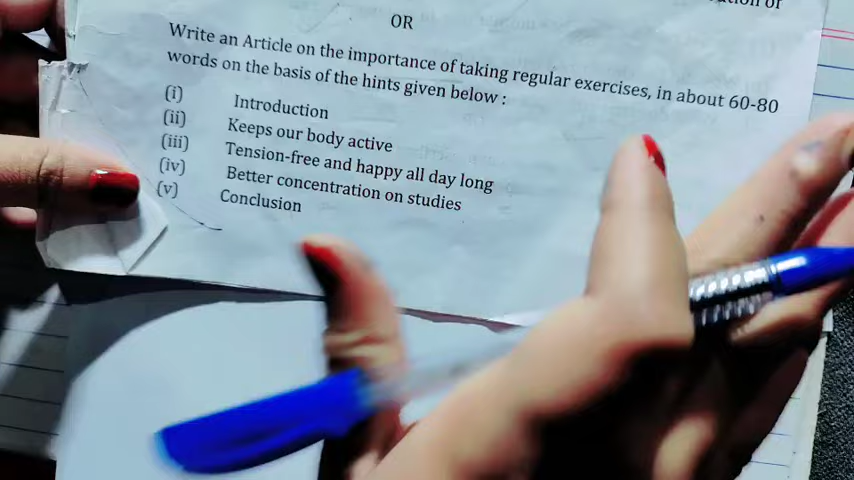 OR
Write an Article on the importance of taking regular exercises, in about 60-80
words on the basis of the hints given below :
(i) Introduction
(ii) Keeps our body active
(iii) Tension-free and happy all day long
(iv) Better concentration on studies
(v) Conclusion